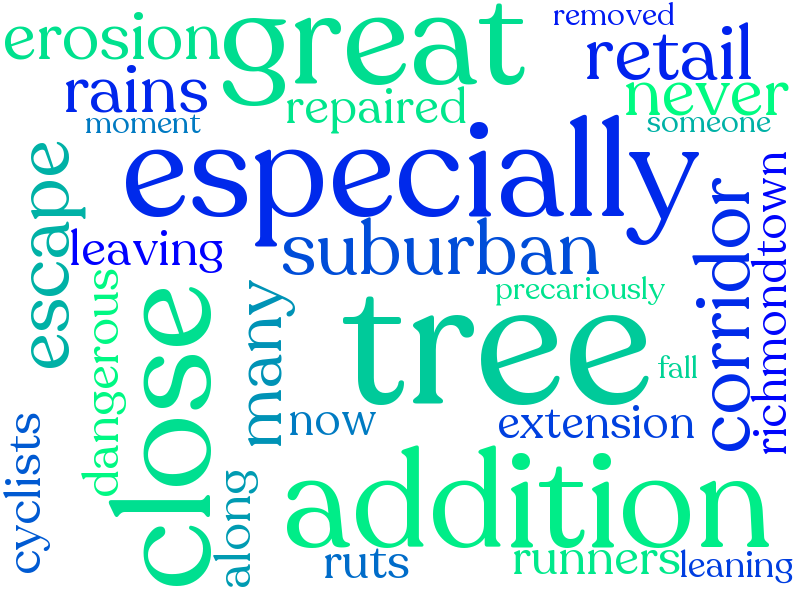 erosion
great
removed
retail
rains
repaired
never
moment
someone
especially
escape
leaving
suburban
corridor
richmondtown
dangerous
close
many
precariously
tree
fall
now
extension
cyclists
along
addition
ruts
runners
leaning